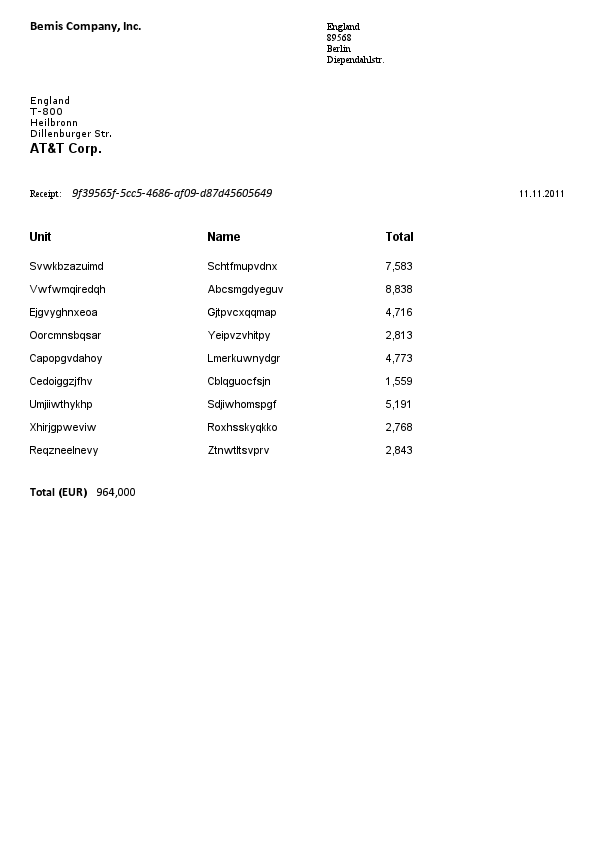 Bemis Company, Inc.
England
89568
Berlin
Diependahlstr.
England
T-800
Heilbronn
Dillenburger Str.
AT&T Corp.
Receipt: 9f39565f-5cc5-4686-af09-d87d45605649 11.11.2011
Unit Name Total
Svwkbzazuimd Schtfmupvdnx 7,583
Vwfwmqiredqh Abcsmgdyeguv 8,838
Ejgvyghnxeoa Gjtpvcxqqmap 4,716
Oorcmnsbqsar Yeipvzvhitpy 2,813
Capopgvdahoy Lmerkuwnydgr 4,773
Cedoiggzjfhv Cblqguocfsjn 1,559
Umjiiwthykhp Sdjiwhomspgf 5,191
Xhirjgpweviw Roxhsskyqkko 2,768
Reqzneelnevy Ztnwtltsvprv 2,843
Total (EUR) 964,000